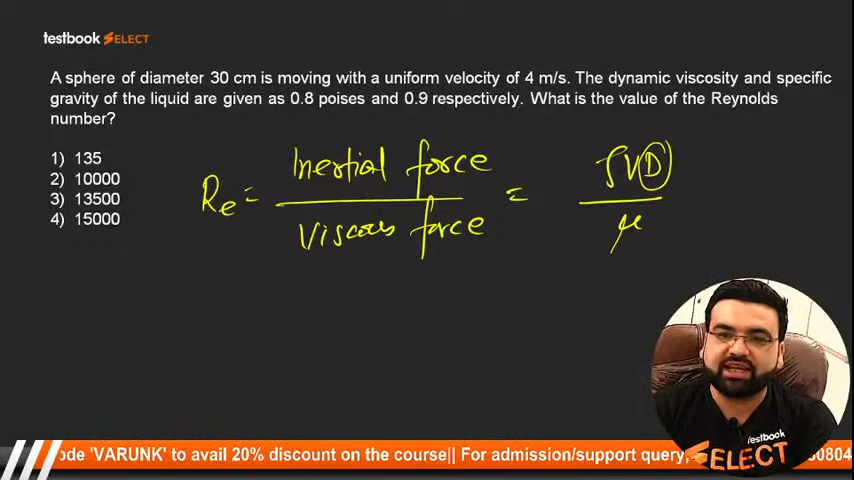 testbook SELECT
A sphere of diameter 30 cm is moving with a uniform velocity of 4 m/s. The dynamic viscosity and specific
gravity of the liquid are given as 0.8 poises and 0.9 respectively. What is the value of the Reynolds
number?
1) 135
2) 10000
3) 13500
4) 15000
Re = Inertial force / Viscous force = ρVD / μ
testbook
SELECT
ode 'VARUNK' to avail 20% discount on the course|| For admission/support query,
80804